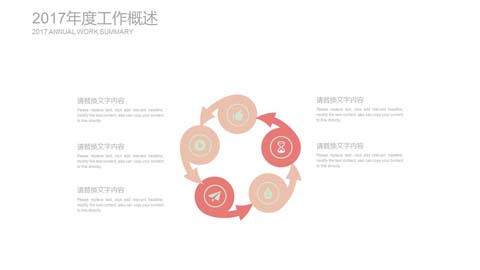 2017年度工作概述
2017 ANNUAL WORK SUMMARY
请替换文字内容
Please replace text, click add relevant headline, modify the text content, also can copy your content to this directly.
请替换文字内容
Please replace text, click add relevant headline, modify the text content, also can copy your content to this directly.
请替换文字内容
Please replace text, click add relevant headline, modify the text content, also can copy your content to this directly.
请替换文字内容
Please replace text, click add relevant headline, modify the text content, also can copy your content to this directly.
请替换文字内容
Please replace text, click add relevant headline, modify the text content, also can copy your content to this directly.